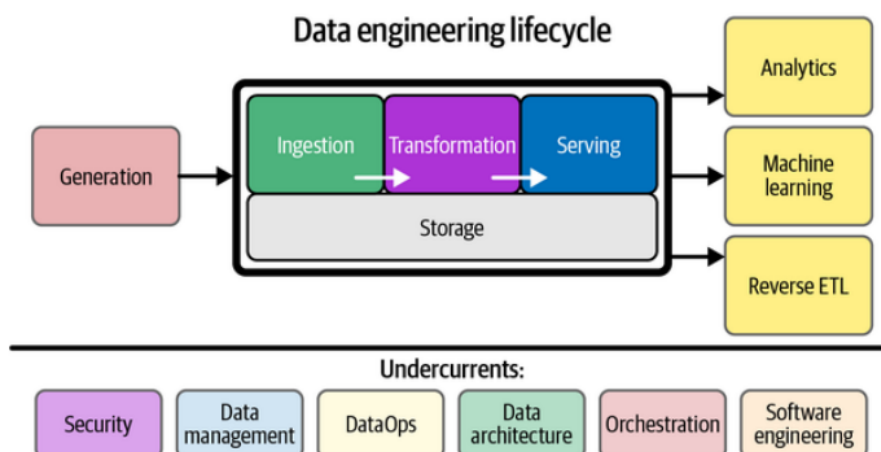 Data engineering lifecycle
Generation
Ingestion
Transformation
Serving
Storage
Analytics
Machine
learning
Reverse ETL
Undercurrents:
Security
Data
management
DataOps
Data
architecture
Orchestration
Software
engineering